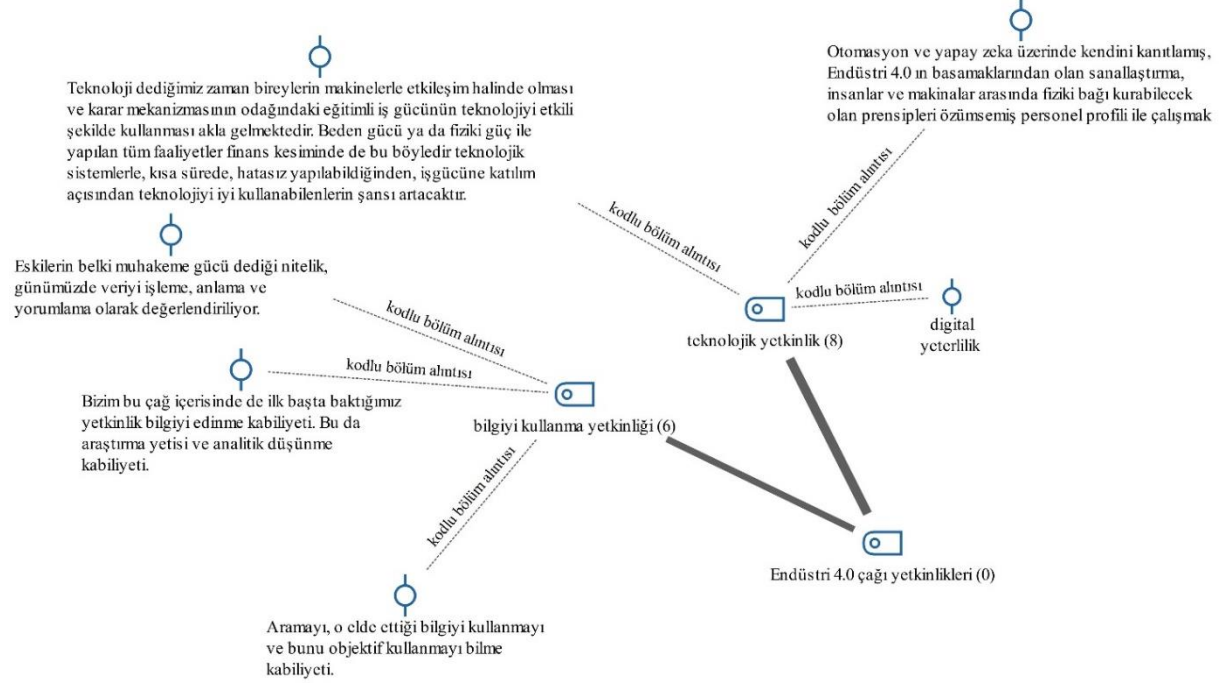 Teknoloji dediğimiz zaman bireylerin makinelerle etkileşim halinde olması
ve karar mekanizmasının odağındaki eğitimli iş gücünün teknolojiyi etkili
şekilde kullanması akla gelmektedir. Beden gücü ya da fiziki güç ile
yapılan tüm faaliyetler finans kesiminde de bu böyledir teknolojik
sistemlerle, kısa sürede, hatasız yapılabildiğinden, işgücüne katılım
açısından teknolojiyi iyi kullanabilenlerin şansı artacaktır.
Otomasyon ve yapay zeka üzerinde kendini kanıtlamış,
Endüstri 4.0 ın basamaklarından olan sanallaştırma,
insanlar ve makinalar arasında fiziki bağı kurabilecek
olan prensipleri özümsemiş personel profili ile çalışmak
kodlu bölüm alıntısı
kodlu bölüm alıntısı
kodlu bölüm alıntısı
digital
yeterlilik
teknolojik yetkinlik (8)
Eskilerin belki muhakeme gücü dediği nitelik,
günümüzde veriyi işleme, anlama ve
yorumlama olarak değerlendiriliyor.
kodlu bölüm alıntısı
kodlu bölüm alıntısı
Bizim bu çağ içerisinde de ilk başta baktığımız
yetkinlik bilgiyi edinme kabiliyeti. Bu da
araştırma yetisi ve analitik düşünme
kabiliyeti.
bilgiyi kullanma yetkinliği (6)
kodlu bölüm alıntısı
Endüstri 4.0 çağı yetkinlikleri (0)
Aramayı, o elde ettiği bilgiyi kullanmayı
ve bunu objektif kullanmayı bilme
kabiliyeti.